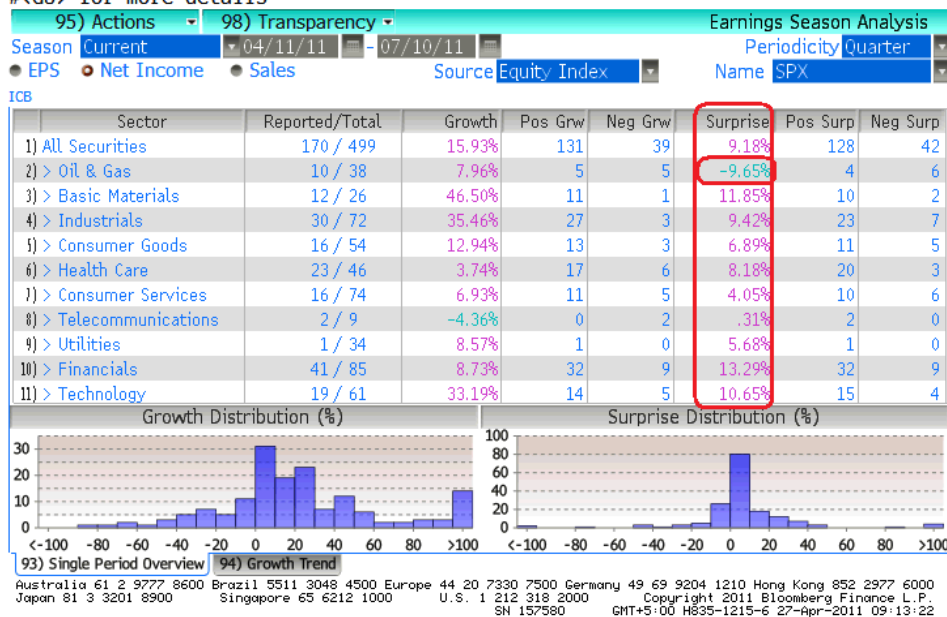 #<Go> for more details
95) Actions 98) Transparency Earnings Season Analysis
Season Current 04/11/11 - 07/10/11 Periodicity Quarter
EPS Net Income Sales Source Equity Index Name SPX
ICB
Sector Reported/Total Growth Pos Grw Neg Grw Surprise Pos Surp Neg Surp
1) All Securities 170 / 499 15.93% 131 39 9.18% 128 42
2) > Oil & Gas 10 / 38 7.96% 5 5 -9.65% 4 6
3) > Basic Materials 12 / 26 46.50% 11 1 11.85% 10 2
4) > Industrials 30 / 72 35.46% 27 3 9.42% 23 7
5) > Consumer Goods 16 / 54 12.94% 13 3 6.89% 11 5
6) > Health Care 23 / 46 3.74% 17 6 8.18% 20 3
7) > Consumer Services 16 / 74 6.93% 11 5 4.05% 10 6
8) > Telecommunications 2 / 9 -4.36% 0 2 .31% 2 0
9) > Utilities 1 / 34 8.57% 1 0 5.68% 1 0
10) > Financials 41 / 85 8.73% 32 9 13.29% 32 9
11) > Technology 19 / 61 33.19% 14 5 10.65% 15 4
Growth Distribution (%) Surprise Distribution (%)
30
20
10
0
<-100 -80 -60 -40 -20 0 20 40 60 80 >100
100
80
60
40
20
0
<-100 -80 -60 -40 -20 0 20 40 60 80 >100
93) Single Period Overview 94) Growth Trend
Australia 61 2 9777 8600 Brazil 5511 3048 4500 Europe 44 20 7330 7500 Germany 49 69 9204 1210 Hong Kong 852 2977 6000
Japan 81 3 3201 8900 Singapore 65 6212 1000 U.S. 1 212 318 2000 Copyright 2011 Bloomberg Finance L.P.
SN 157580 GMT+5:00 H835-1215-6 27-Apr-2011 09:13:22